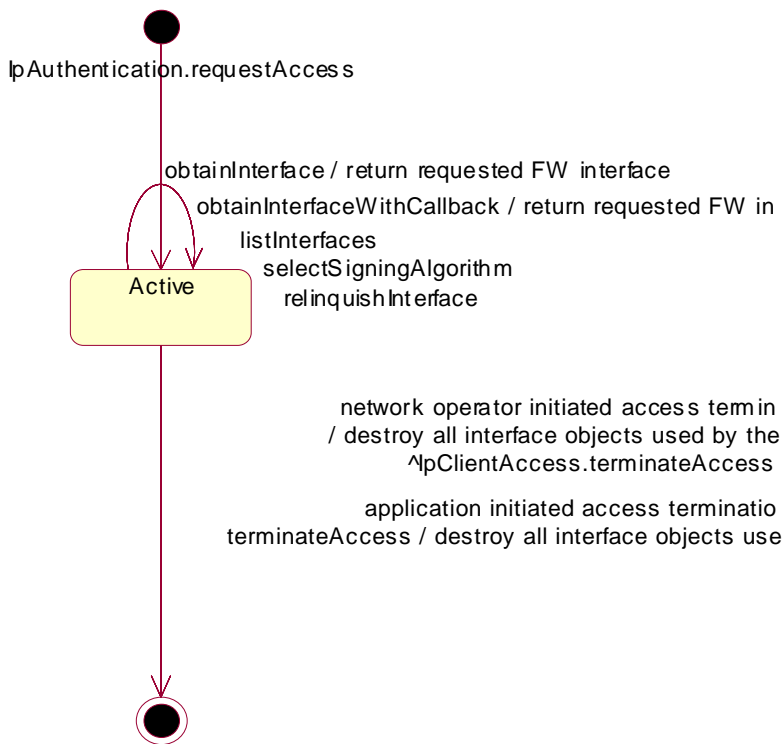 IpAuthentication.requestAccess
obtainInterface / return requested FW interface
obtainInterfaceWithCallback / return requested FW in
listInterfaces
selectSigningAlgorithm
Active
relinquishInterface
network operator initiated access termin
/ destroy all interface objects used by the
^IpClientAccess.terminateAccess
application initiated access terminatio
terminateAccess / destroy all interface objects use